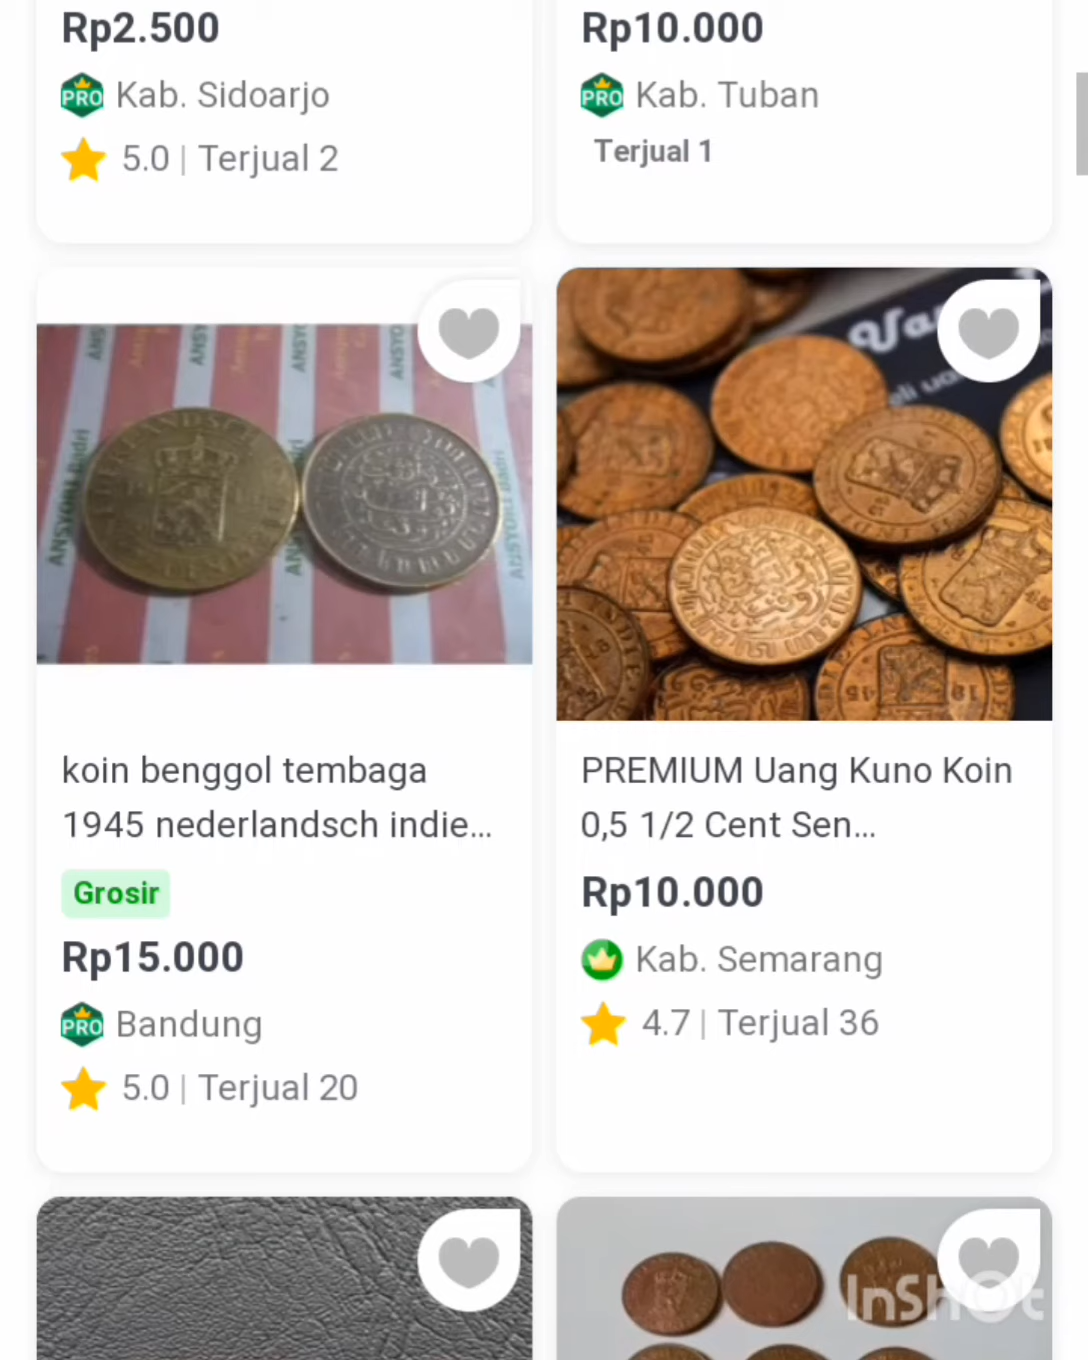 Rp2.500
PRO Kab. Sidoarjo
5.0 | Terjual 2
Rp10.000
PRO Kab. Tuban
Terjual 1
koin benggol tembaga
1945 nederlandsch indie...
Grosir
Rp15.000
PRO Bandung
5.0 | Terjual 20
PREMIUM Uang Kuno Koin
0,5 1/2 Cent Sen...
Rp10.000
Kab. Semarang
4.7 | Terjual 36
InShOt